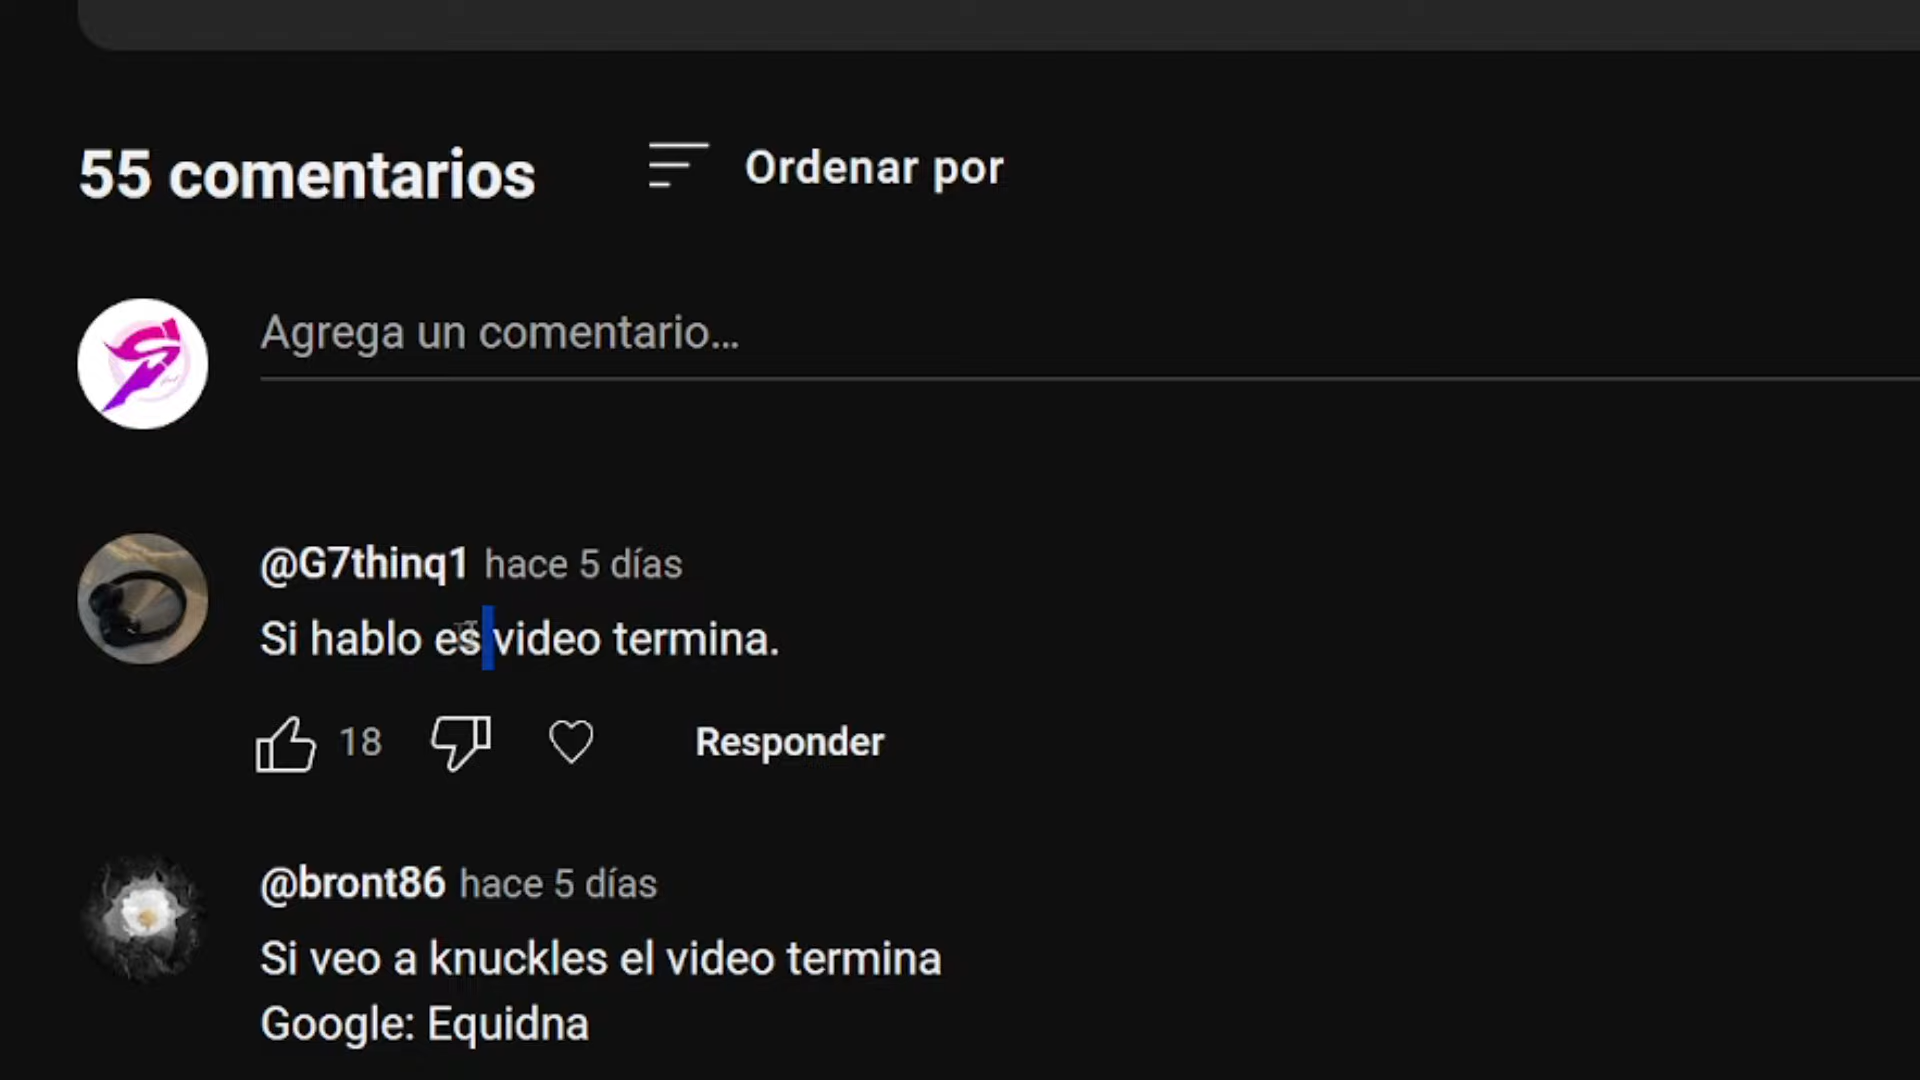 55 comentarios
Ordenar por
Agrega un comentario...
@G7thinq1 hace 5 días
Si hablo es video termina.
18
Responder
@bront86 hace 5 días
Si veo a knuckles el video termina
Google: Equidna